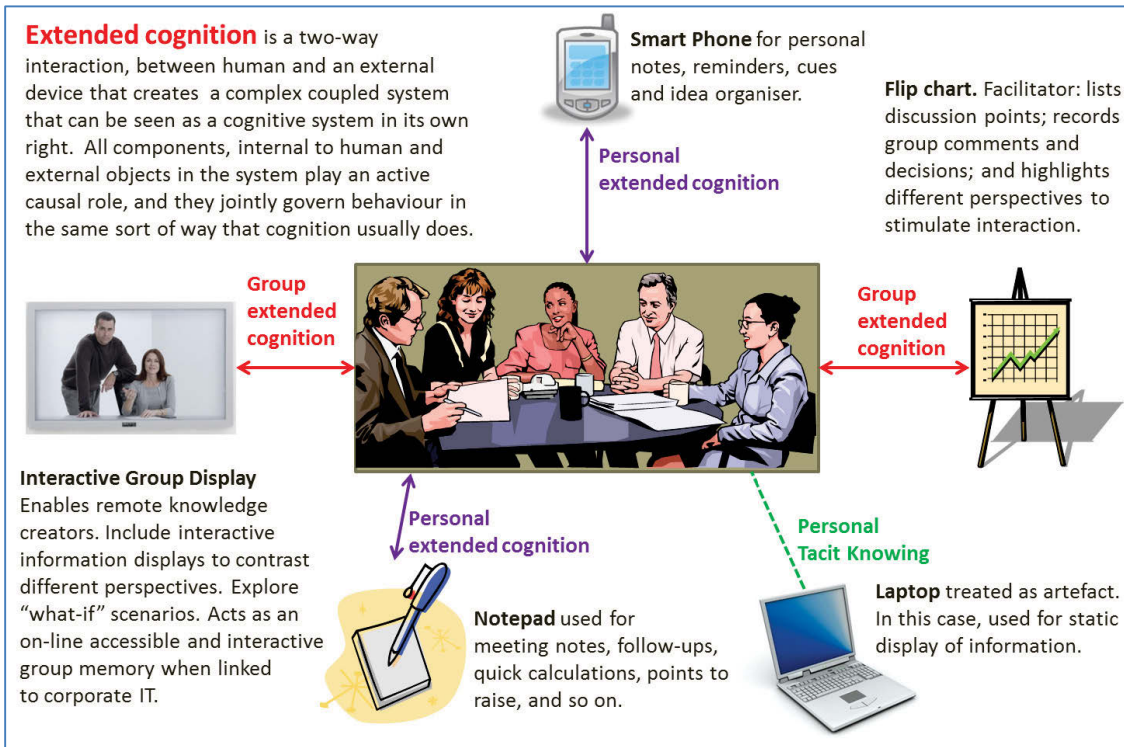 Extended cognition is a two-way
interaction, between human and an external
device that creates a complex coupled system
that can be seen as a cognitive system in its own
right. All components, internal to human and
external objects in the system play an active
causal role, and they jointly govern behaviour in
the same sort of way that cognition usually does.
Smart Phone for personal
notes, reminders, cues
and idea organiser.
Flip chart. Facilitator: lists
discussion points; records
group comments and
decisions; and highlights
different perspectives to
stimulate interaction.
Personal
extended cognition
Group
extended
cognition
Group
extended
cognition
Interactive Group Display
Enables remote knowledge
creators. Include interactive
information displays to contrast
different perspectives. Explore
“what-if” scenarios. Acts as an
on-line accessible and interactive
group memory when linked
to corporate IT.
Personal
extended cognition
Notepad used for
meeting notes, follow-ups,
quick calculations, points to
raise, and so on.
Personal
Tacit Knowing
Laptop treated as artefact.
In this case, used for static
display of information.